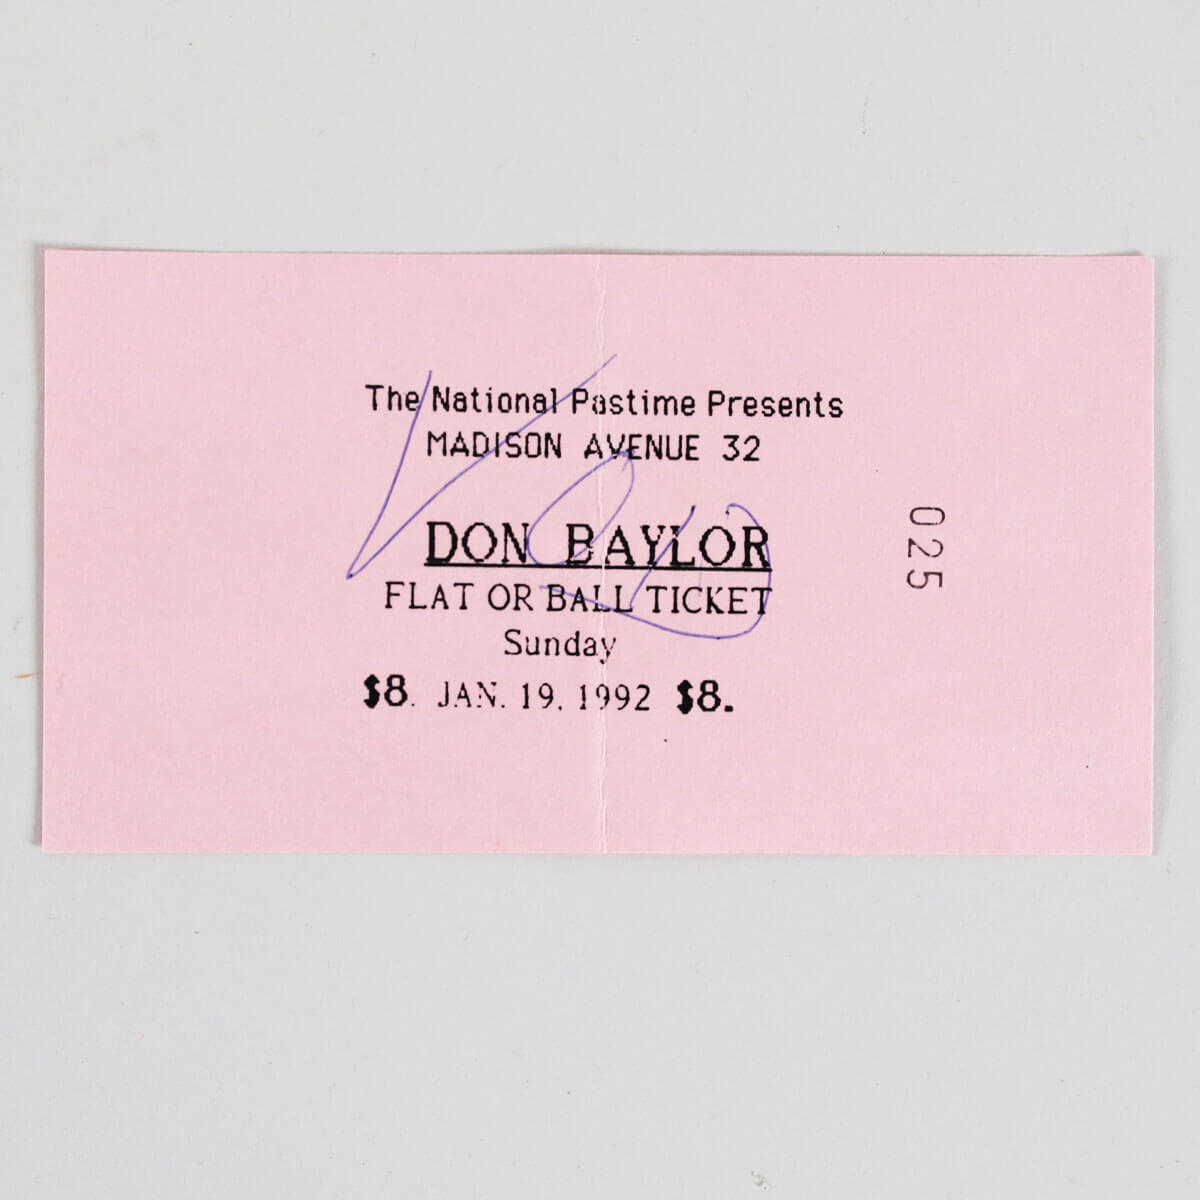 The National Pastime Presents
MADISON AVENUE 32
DON BAYLOR
FLAT OR BALL TICKET
Sunday
$8. JAN. 19. 1992 $8.
025
VOID